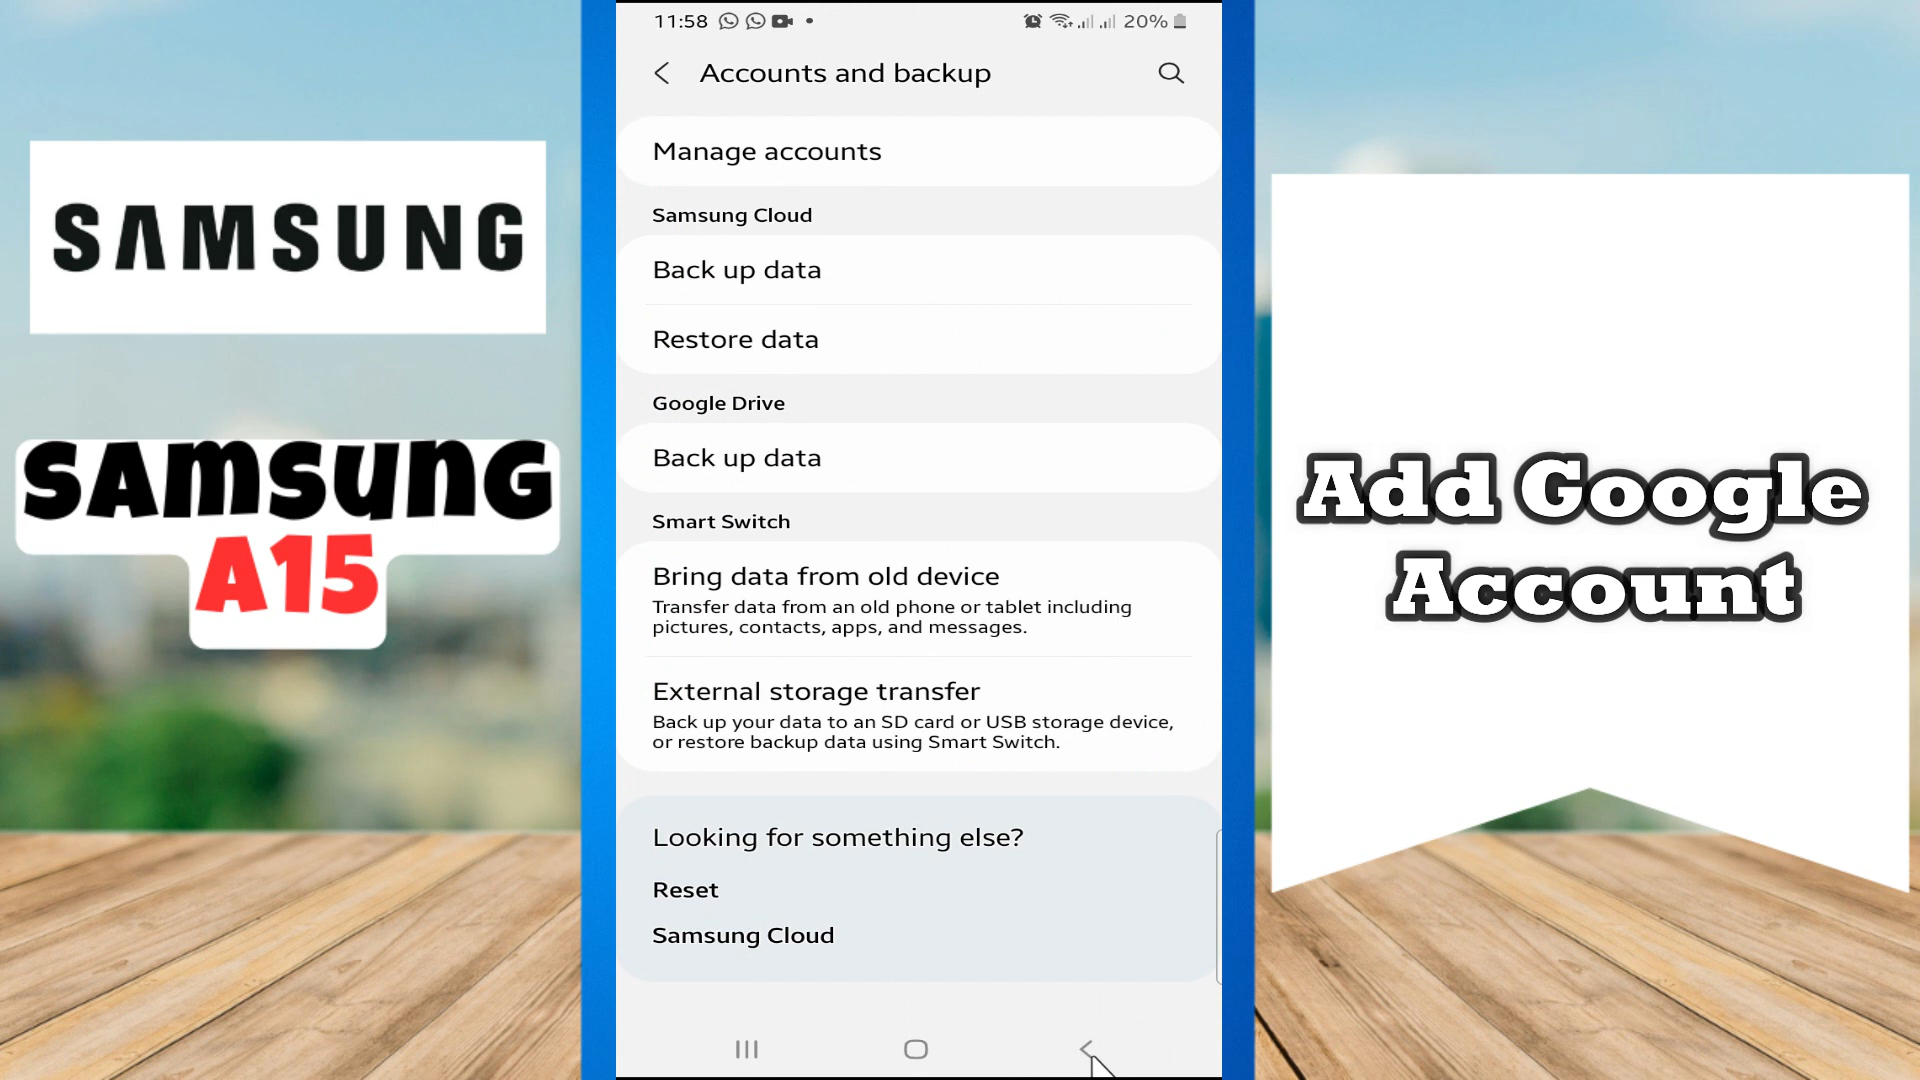 SAMSUNG
SAMSUNG
A15
11:58
20%
Accounts and backup
Manage accounts
Samsung Cloud
Back up data
Restore data
Google Drive
Back up data
Smart Switch
Bring data from old device
Transfer data from an old phone or tablet including
pictures, contacts, apps, and messages.
External storage transfer
Back up your data to an SD card or USB storage device,
or restore backup data using Smart Switch.
Looking for something else?
Reset
Samsung Cloud
Add Google
Account